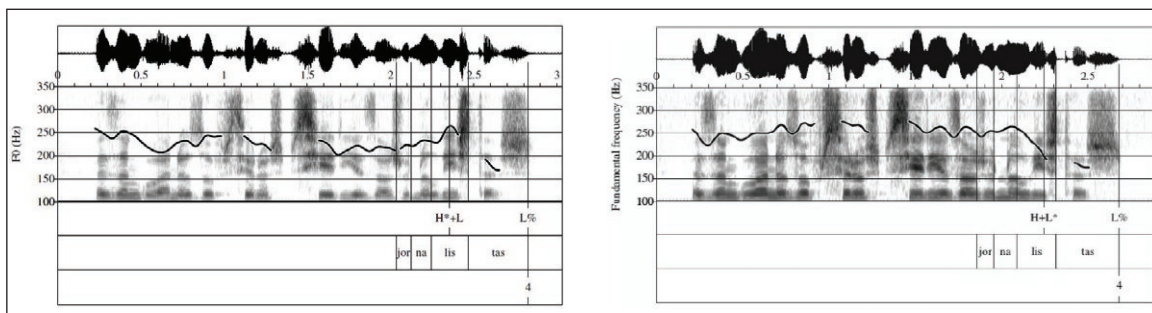 0 0.5 1 1.5 2 2.5 3
350
300
250
200
150
100
F0 (Hz)
H*+L L%
jor na lis tas
4
0 0.5 1 1.5 2 2.5
350
300
250
200
150
100
Fundamental frequency (Hz)
H+L* L%
jor na lis tas
4